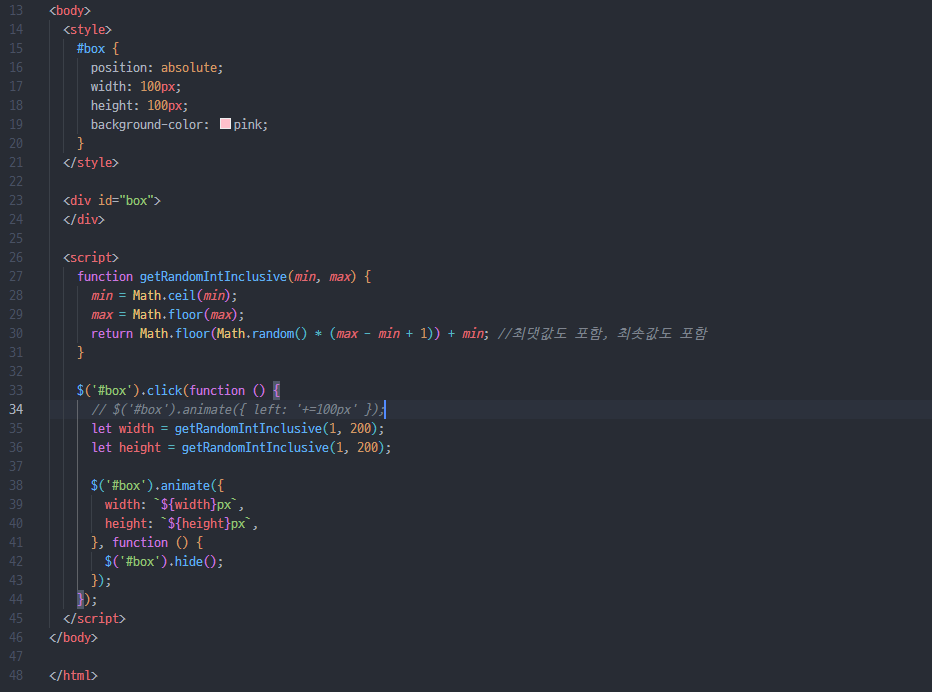 13 <body>
14 <style>
15 #box {
16 position: absolute;
17 width: 100px;
18 height: 100px;
19 background-color: pink;
20 }
21 </style>
22
23 <div id="box">
24 </div>
25
26 <script>
27 function getRandomIntInclusive(min, max) {
28 min = Math.ceil(min);
29 max = Math.floor(max);
30 return Math.floor(Math.random() * (max - min + 1)) + min; //최댓값도 포함, 최솟값도 포함
31 }
32
33 $('#box').click(function () {
34 // $('#box').animate({ left: '+=100px' });
35 let width = getRandomIntInclusive(1, 200);
36 let height = getRandomIntInclusive(1, 200);
37
38 $('#box').animate({
39 width: `${width}px`,
40 height: `${height}px`,
41 }, function () {
42 $('#box').hide();
43 });
44 });
45 </script>
46 </body>
47
48 </html>